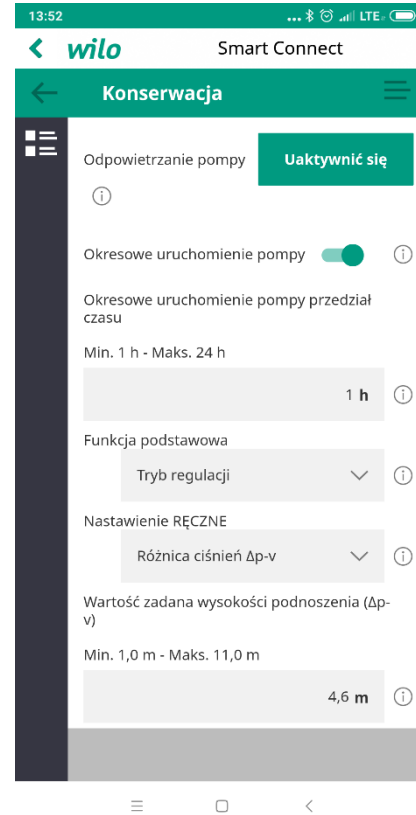 13:52
... LTE
wilo Smart Connect
Konserwacja
Odpowietrzanie pompy
Uaktywnić się
Okresowe uruchomienie pompy
Okresowe uruchomienie pompy przedział
czasu
Min. 1 h - Maks. 24 h
1 h
Funkcja podstawowa
Tryb regulacji
Nastawienie RĘCZNE
Różnica ciśnień Δp-v
Wartość zadana wysokości podnoszenia (Δp-
v)
Min. 1,0 m - Maks. 11,0 m
4,6 m